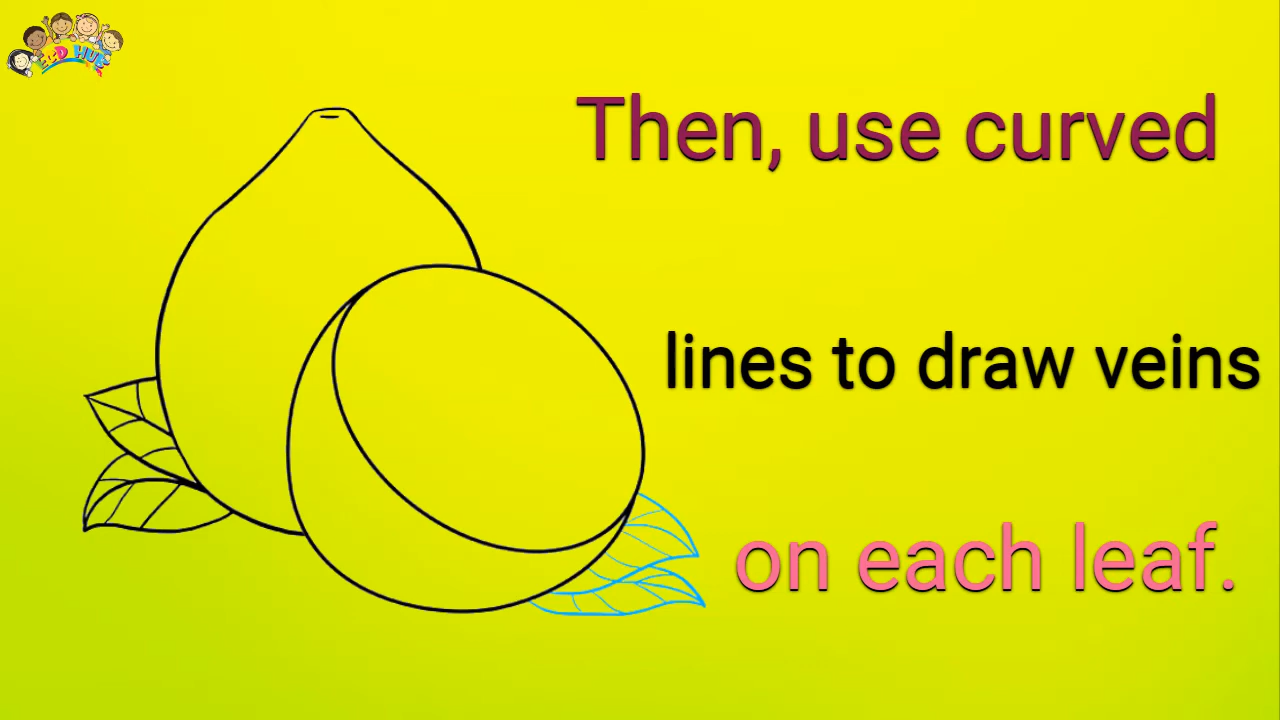 Then, use curved
lines to draw veins
on each leaf.